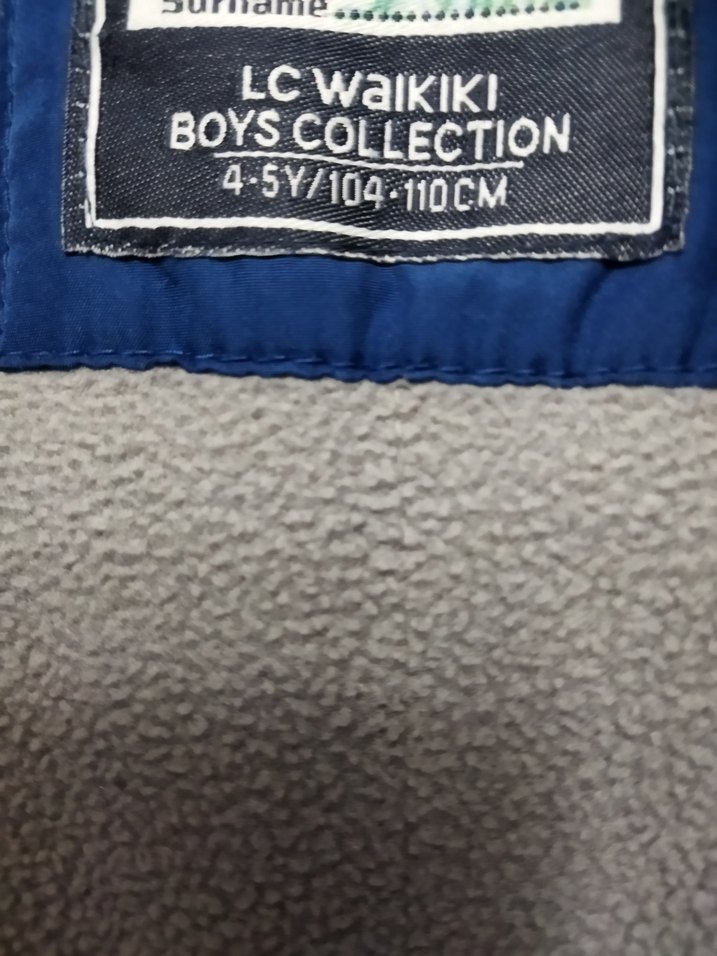 Surname
LC WaIKIKI
BOYS COLLECTION
4-5Y/104-110CM